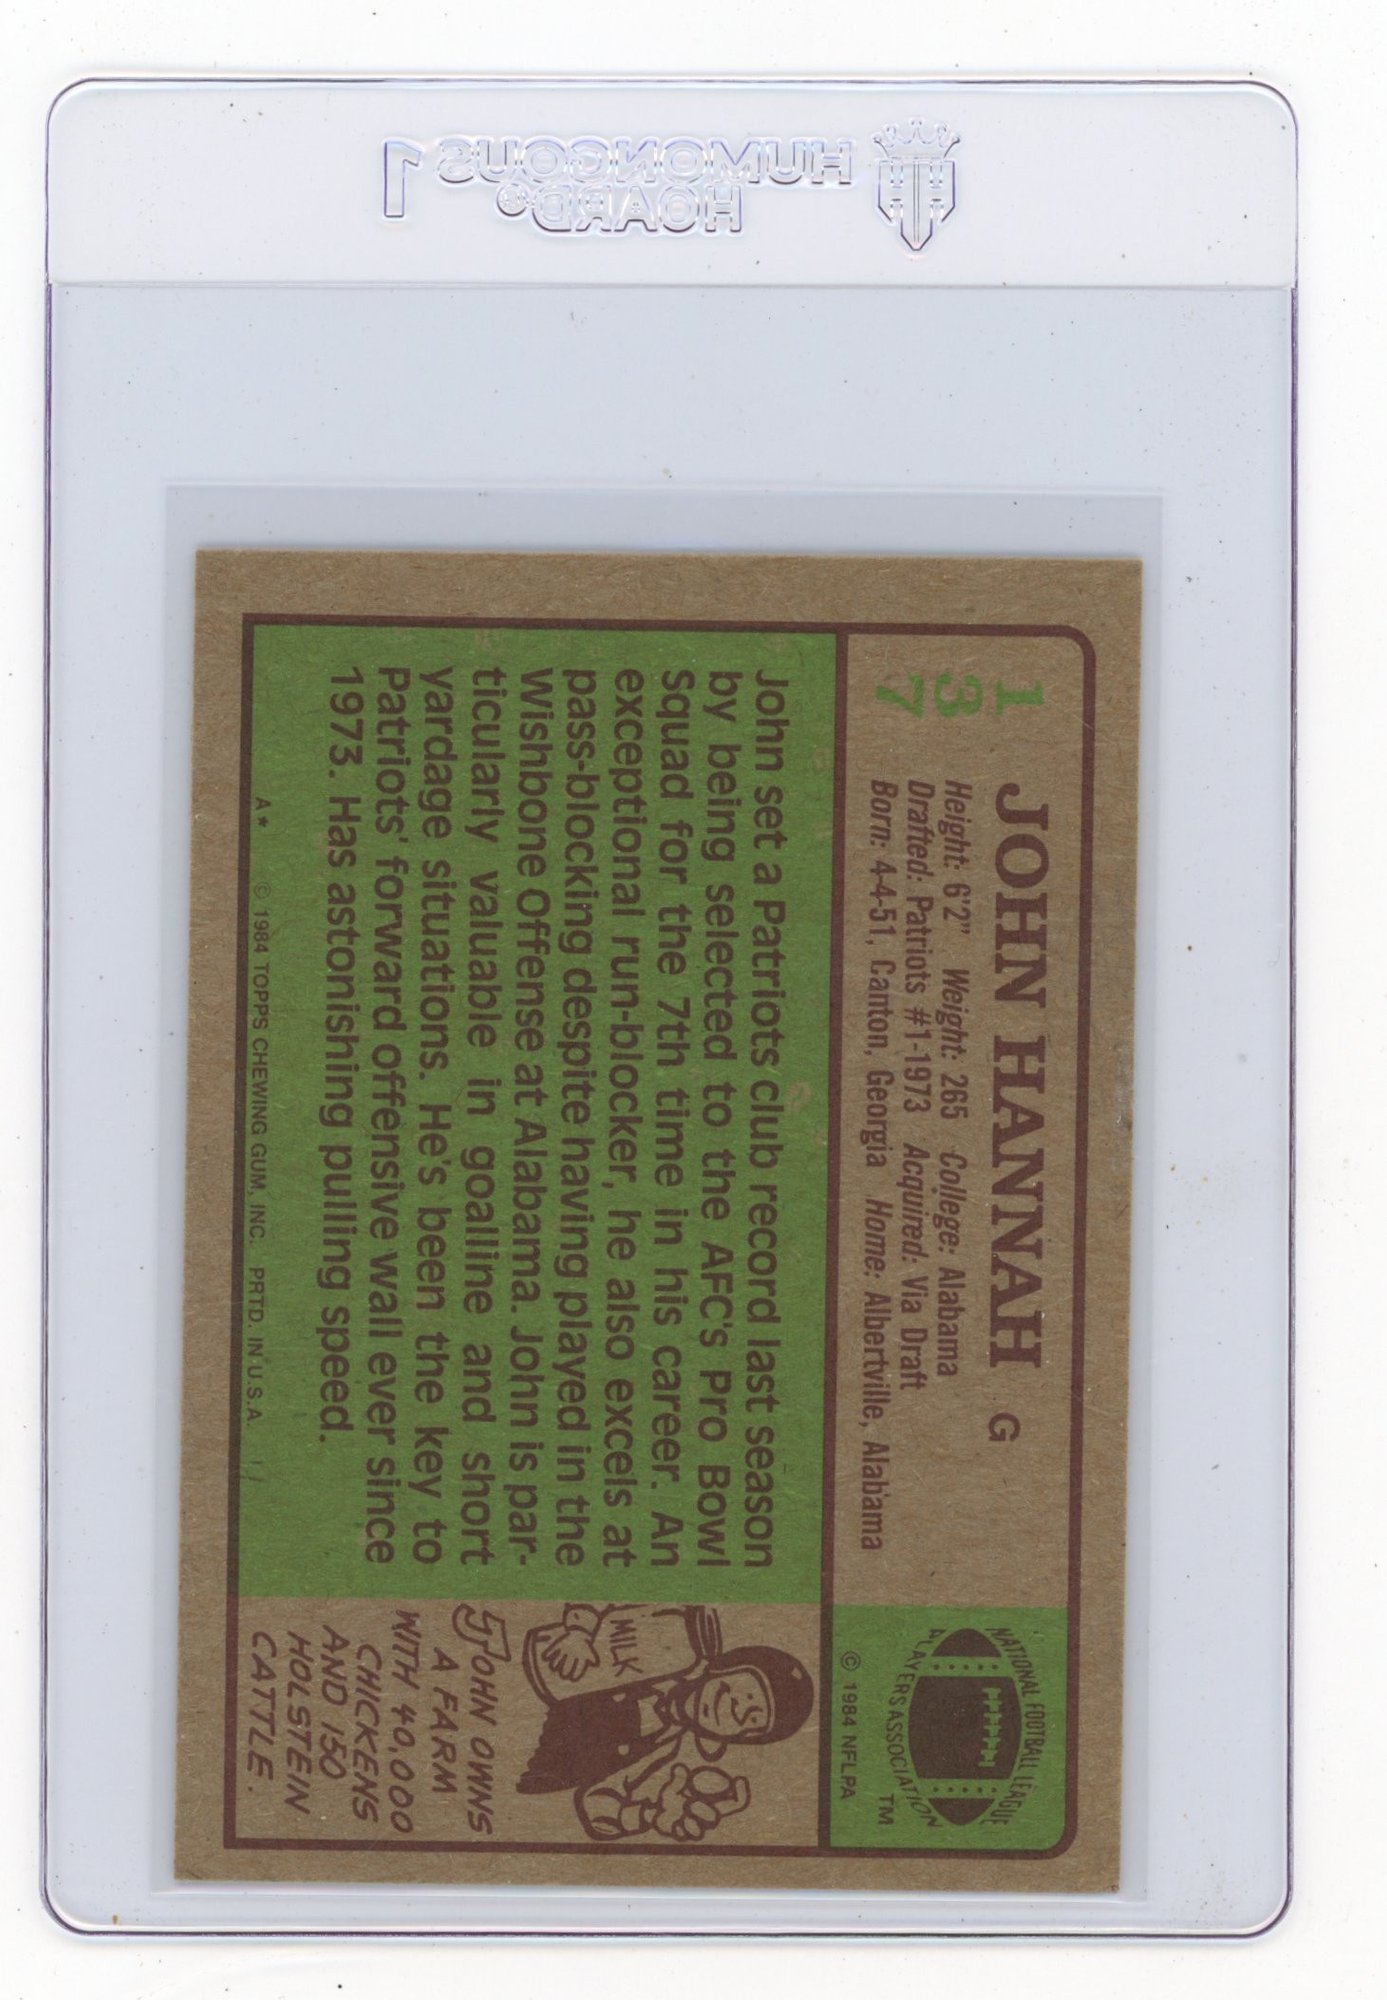 HUMONGOUS 1
HOARD®
1
3
7
JOHN HANNAH G
Height: 6'2" Weight: 265 College: Alabama
Drafted: Patriots #1-1973 Acquired: Via Draft
Born: 4-4-51, Canton, Georgia Home: Albertville, Alabama
NATIONAL FOOTBALL LEAGUE
PLAYERS ASSOCIATION
TM
© 1984 NFLPA
John set a Patriots club record last season
by being selected to the AFC's Pro Bowl
Squad for the 7th time in his career. An
exceptional run-blocker, he also excels at
pass-blocking despite having played in the
Wishbone Offense at Alabama. John is par-
ticularly valuable in goalline and short
yardage situations. He's been the key to
Patriots' forward offensive wall ever since
1973. Has astonishing pulling speed.
MILK
JOHN OWNS
A FARM
WITH 40,000
CHICKENS
AND 150
HOLSTEIN
CATTLE.
A* © 1984 TOPPS CHEWING GUM, INC. PRTD. IN U.S.A.